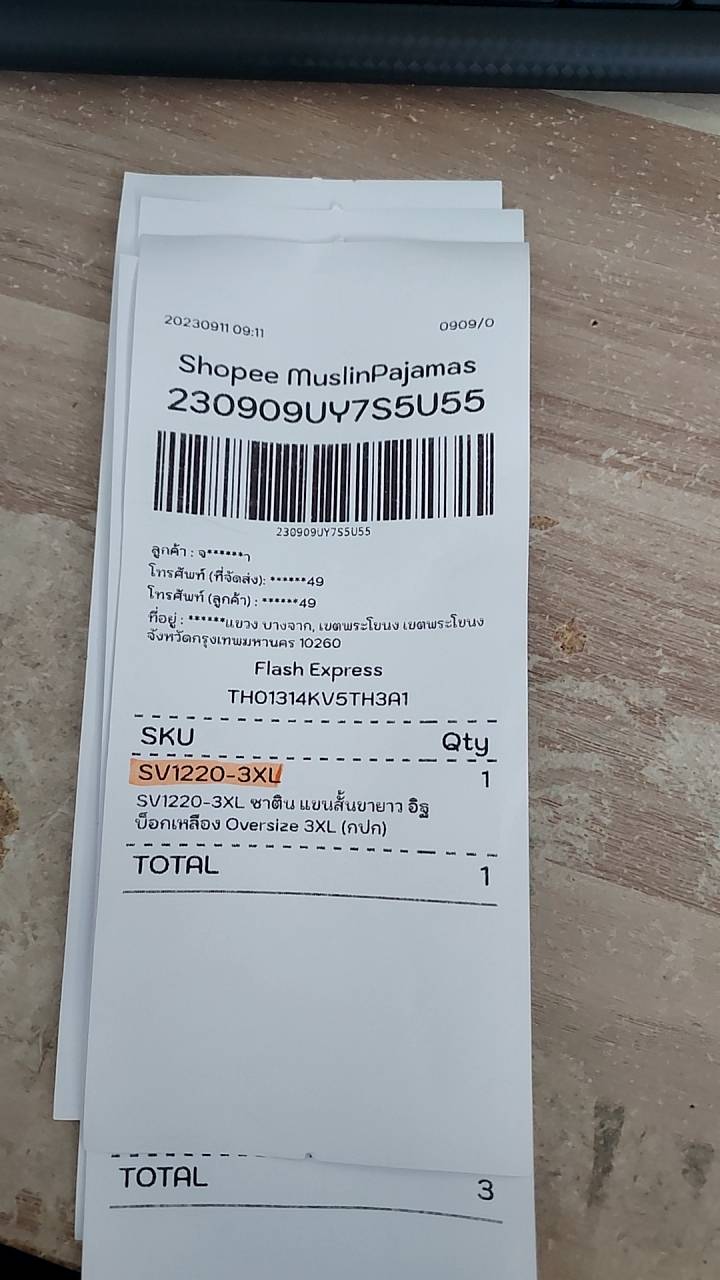 20230911 09:11
0909/0
Shopee MuslinPajamas
230909UY7S5U55
230909UY7S5U55
ลูกค้า : จ******า
โทรศัพท์ (ที่จัดส่ง): ******49
โทรศัพท์ (ลูกค้า) : ******49
ที่อยู่ : ******แขวง บางจาก, เขตพระโขนง เขตพระโขนง
จังหวัดกรุงเทพมหานคร 10260
Flash Express
TH01314KV5TH3A1
SKU Qty
SV1220-3XL 1
SV1220-3XL ซาติน แขนสั้นขายาว อิฐ
บ็อกเหลือง Oversize 3XL (กปก)
TOTAL 1
TOTAL 3